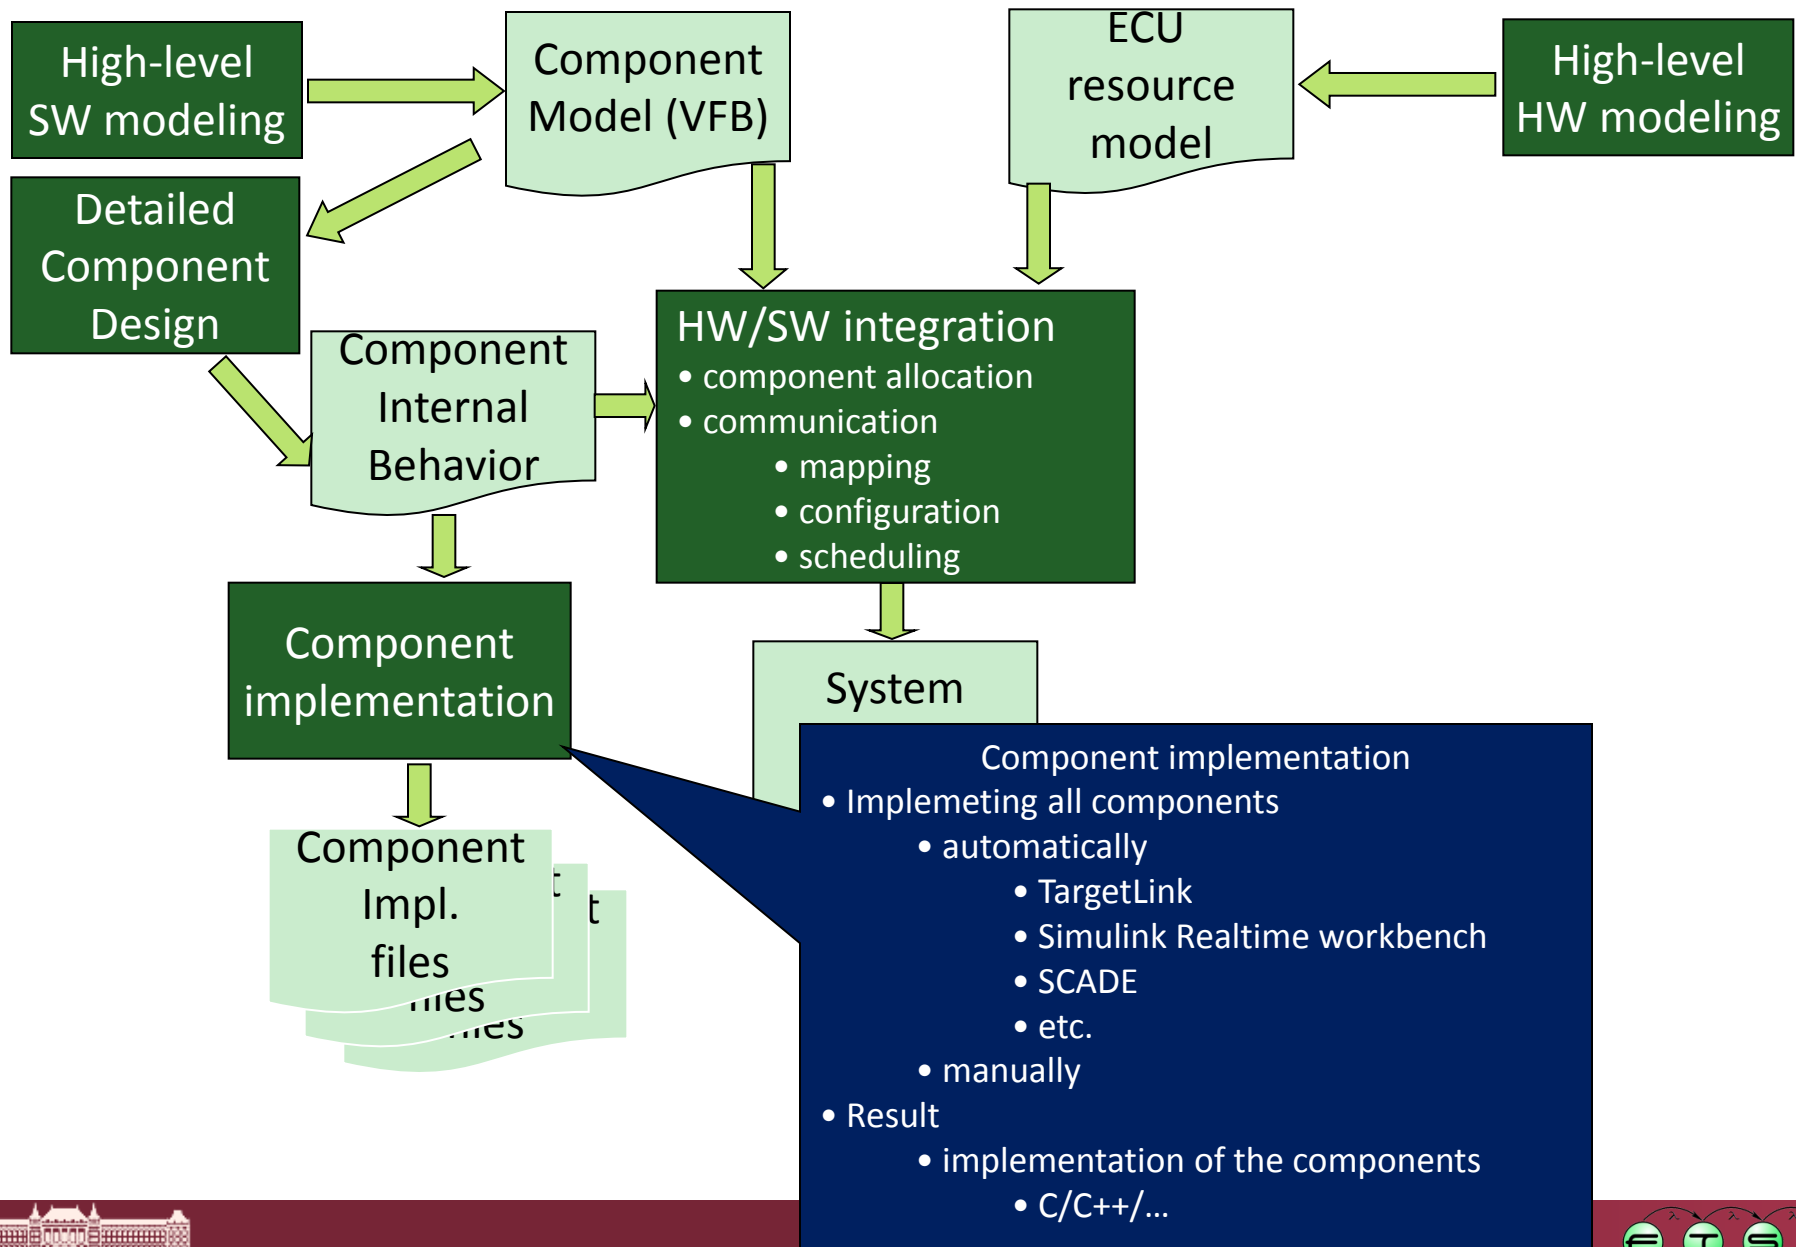 High-level
SW modeling
Component
Model (VFB)
ECU
resource
model
High-level
HW modeling
Detailed
Component
Design
Component
Internal
Behavior
HW/SW integration
• component allocation
• communication
• mapping
• configuration
• scheduling
Component
implementation
System
Component
Impl.
files
t
files
t
files
Component implementation
• Implemeting all components
• automatically
• TargetLink
• Simulink Realtime workbench
• SCADE
• etc.
• manually
• Result
• implementation of the components
• C/C++/...